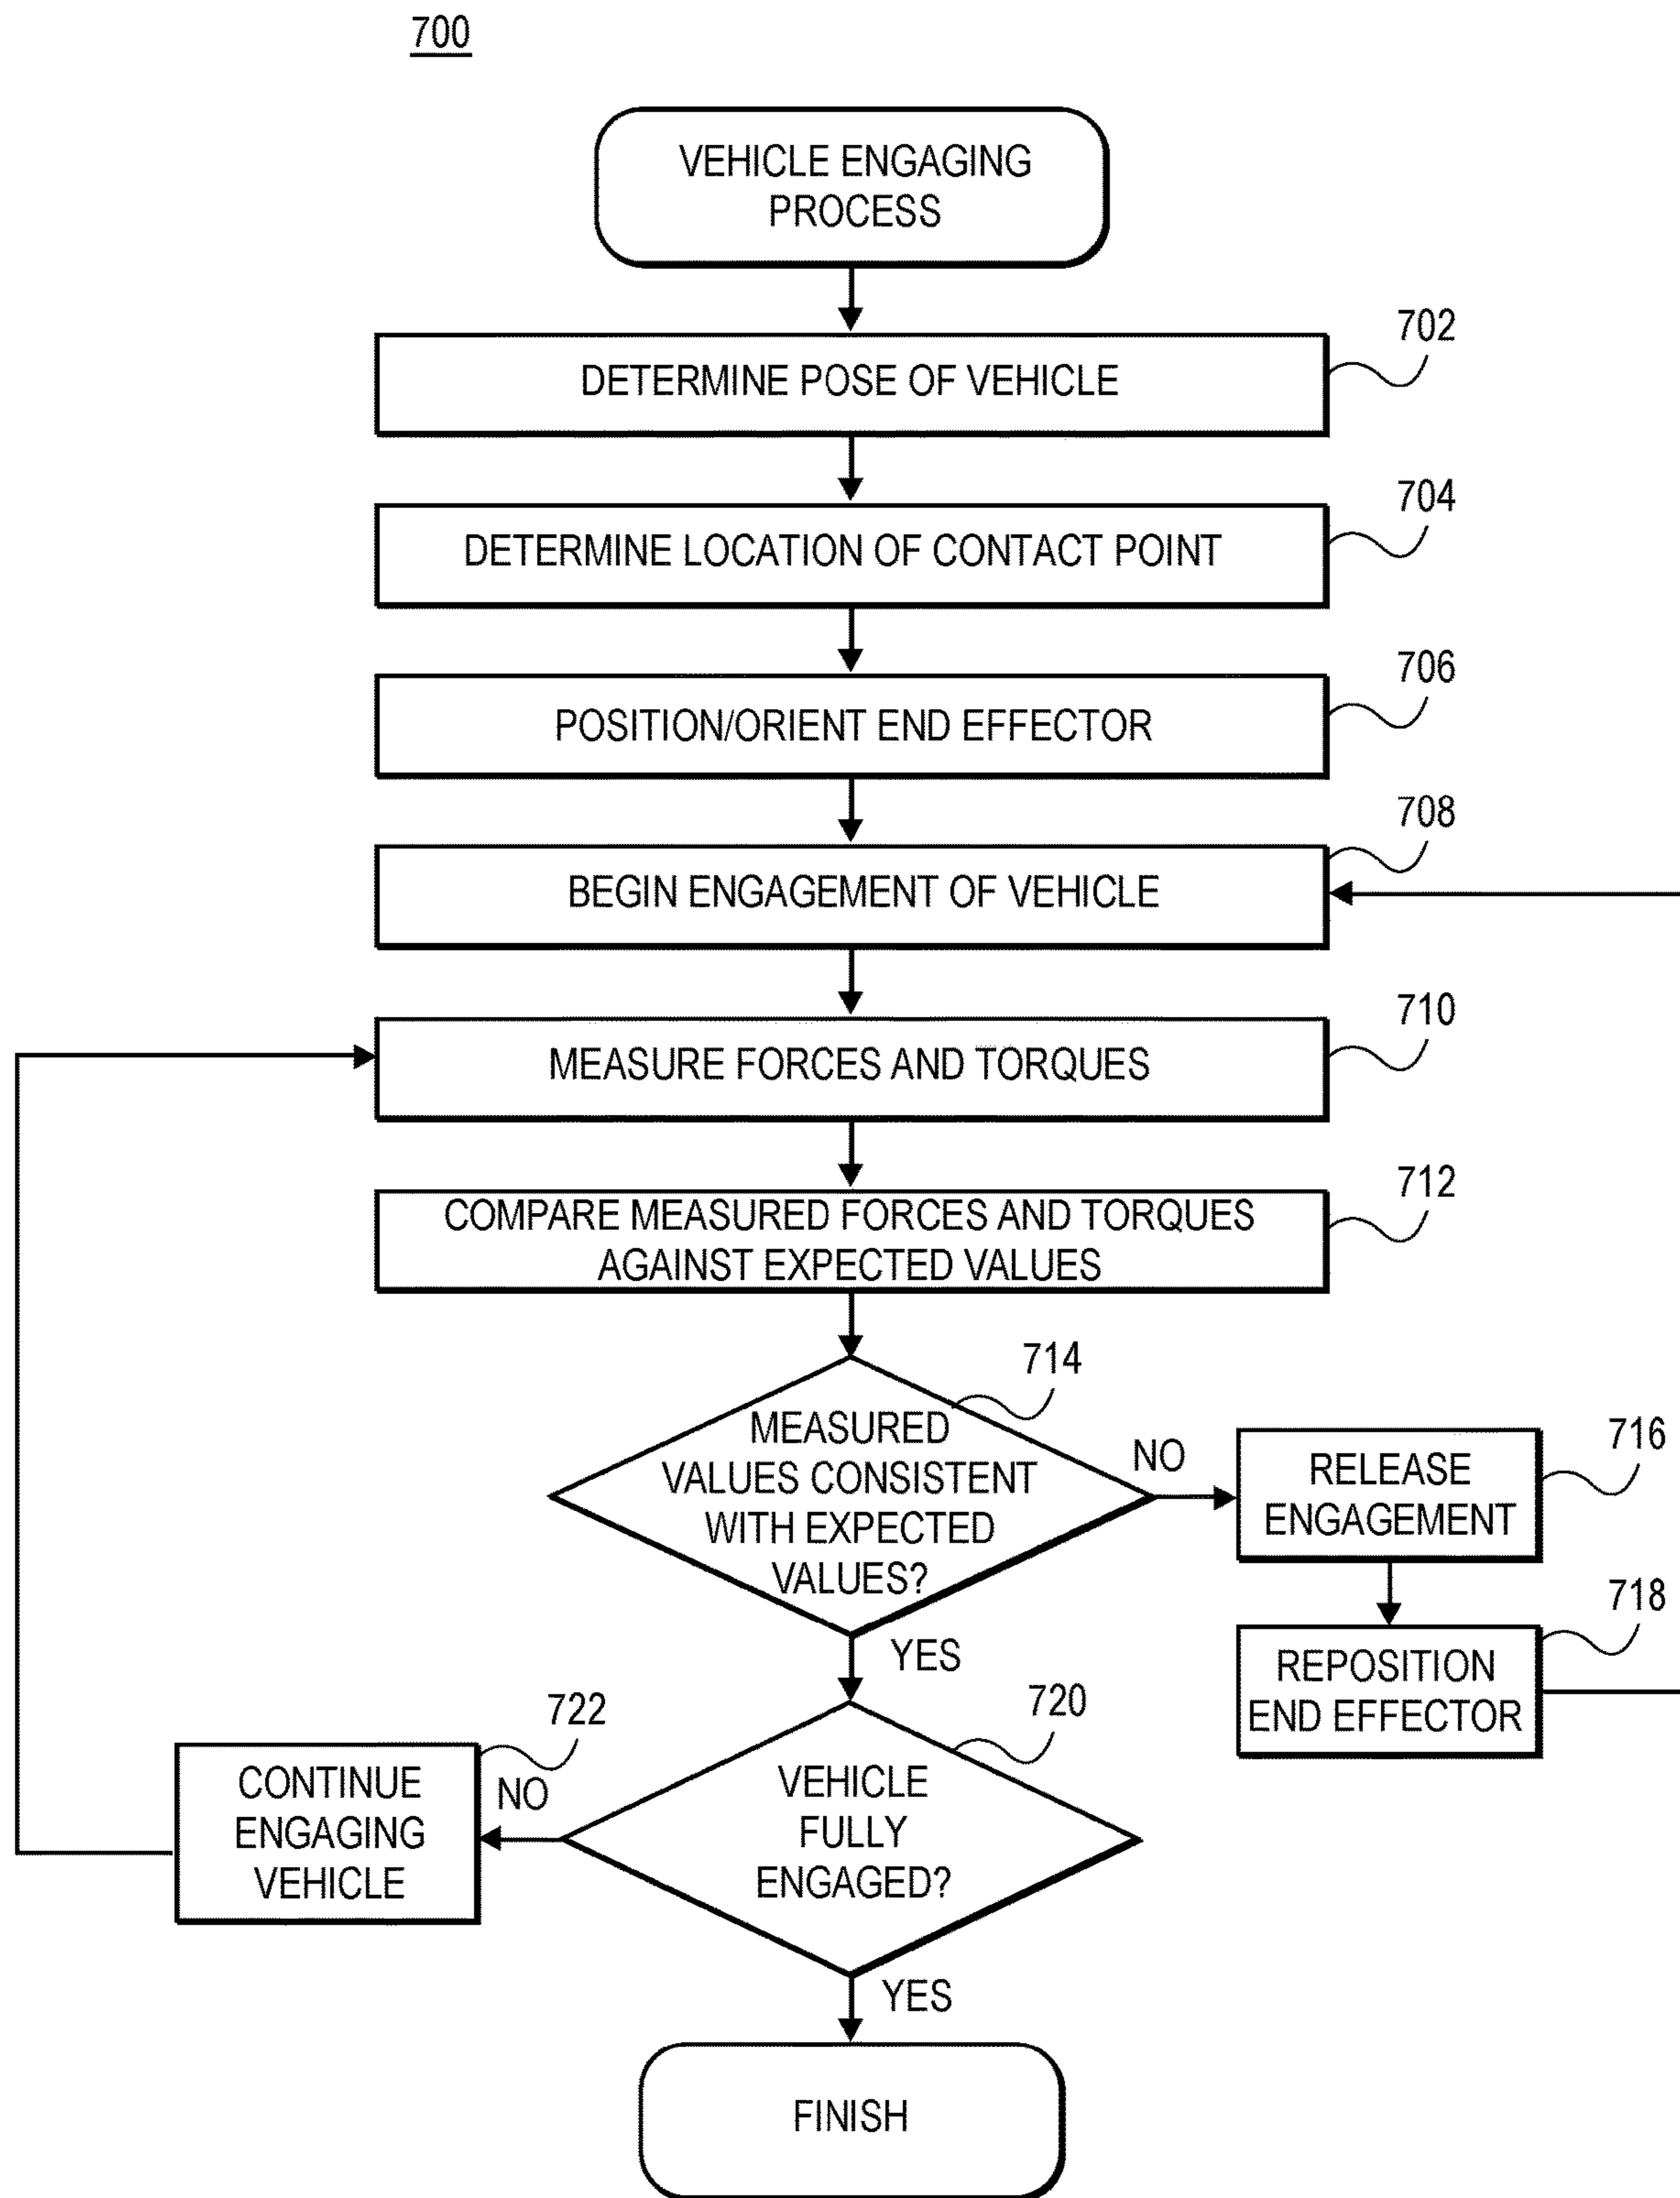 700
VEHICLE ENGAGING
PROCESS
702
DETERMINE POSE OF VEHICLE
704
DETERMINE LOCATION OF CONTACT POINT
706
POSITION/ORIENT END EFFECTOR
708
BEGIN ENGAGEMENT OF VEHICLE
710
MEASURE FORCES AND TORQUES
712
COMPARE MEASURED FORCES AND TORQUES
AGAINST EXPECTED VALUES
714
MEASURED
VALUES CONSISTENT
WITH EXPECTED
VALUES?
NO
716
RELEASE
ENGAGEMENT
718
REPOSITION
END EFFECTOR
YES
720
VEHICLE
FULLY
ENGAGED?
NO
722
CONTINUE
ENGAGING
VEHICLE
YES
FINISH